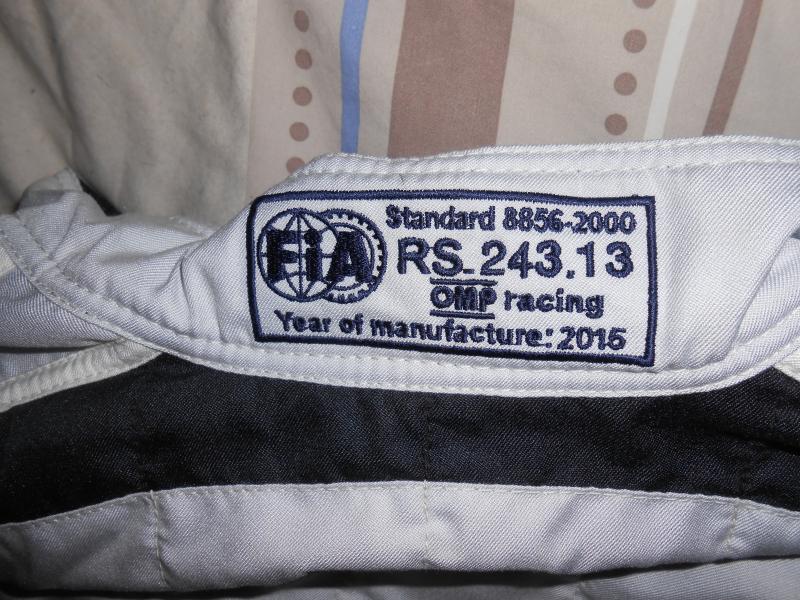 FiA
Standard 8856-2000
RS.243.13
OMP racing
Year of manufacture: 2015